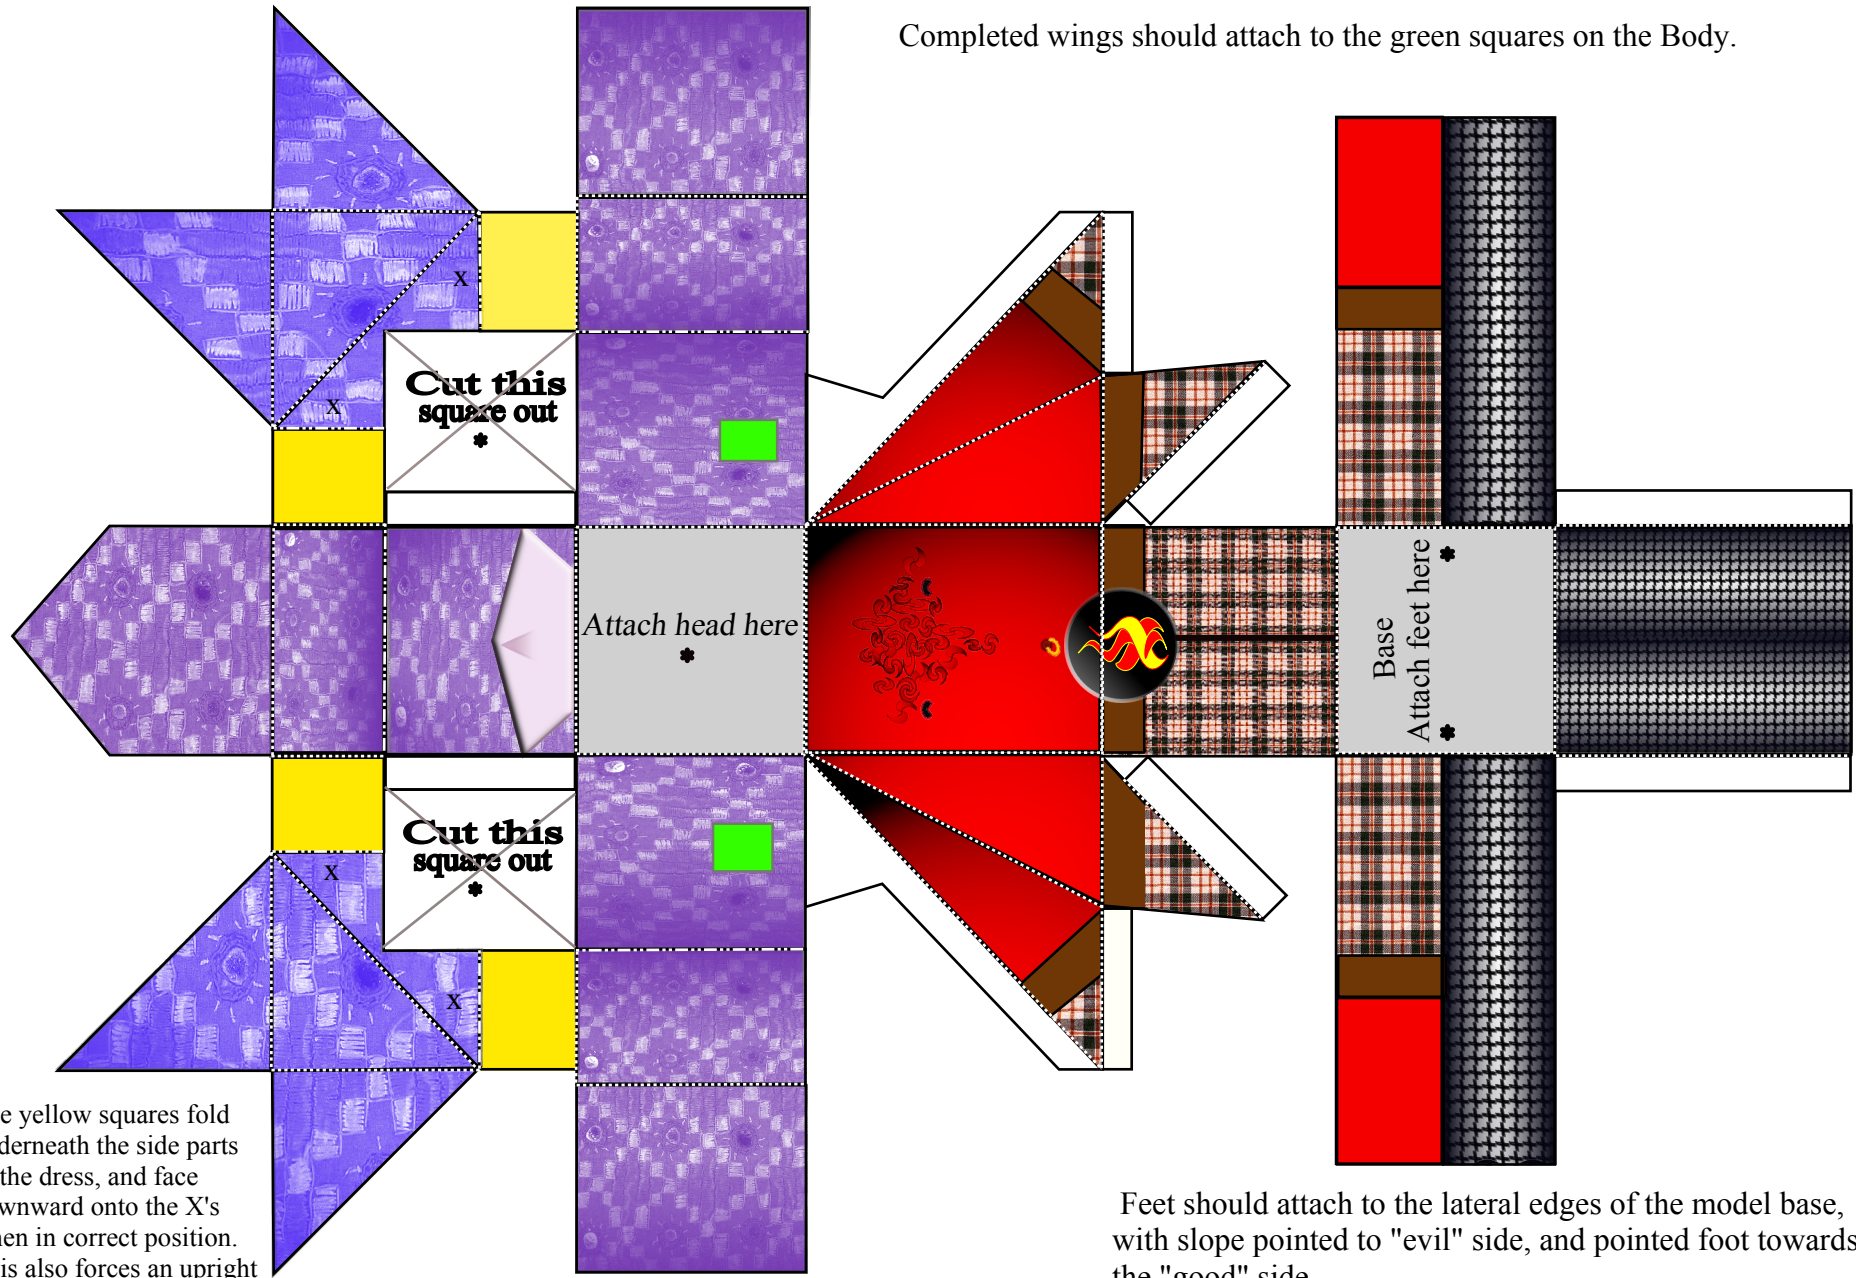 Completed wings should attach to the green squares on the Body.
x
x
Cut this
square out
*
Attach head here
*
Base
Attach feet here
* *
x
x
Cut this
square out
*
e yellow squares fold
derneath the side parts
the dress, and face
wnward onto the X's
en in correct position.
is also forces an upright
Feet should attach to the lateral edges of the model base,
with slope pointed to "evil" side, and pointed foot towards
the "good" side